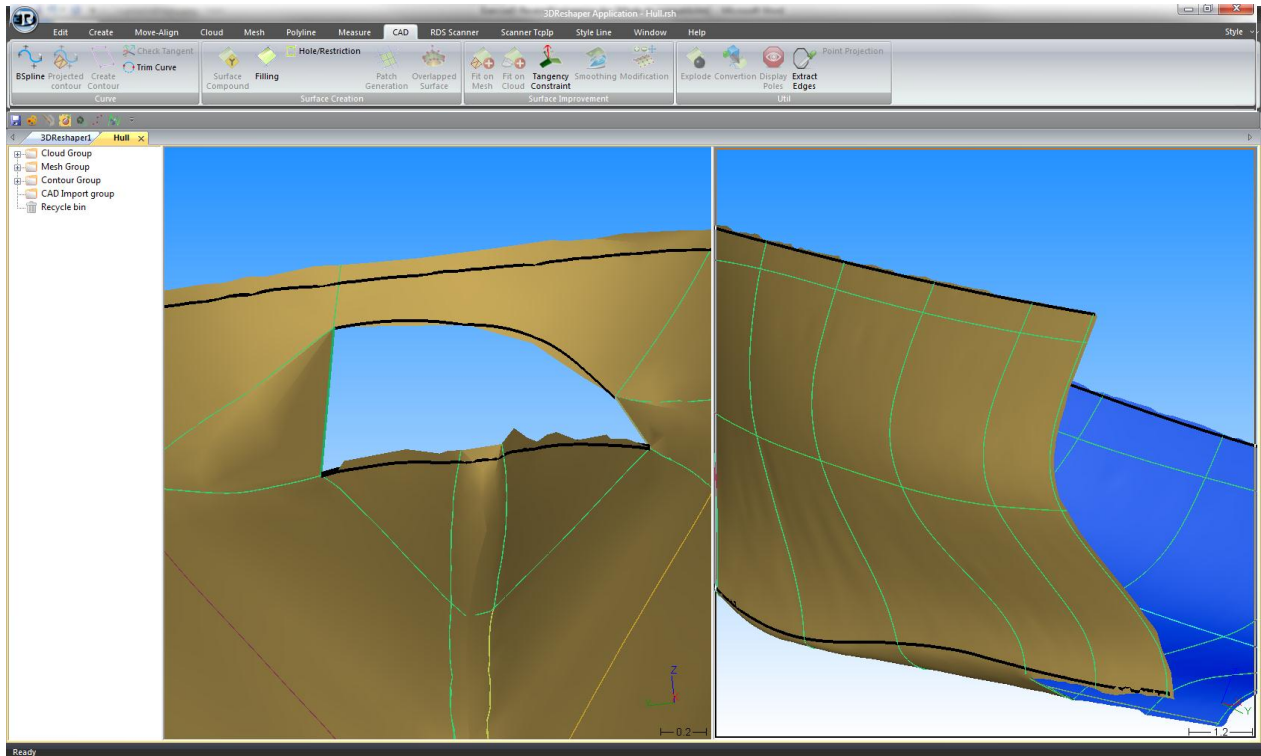 3DReshaper Application - Hull.rsh
3R
Edit Create Move-Align Cloud Mesh Polyline Measure CAD RDS Scanner Scanner TcpIp Style Line Window Help Style
BSpline Projected contour Create Contour Check Tangent Trim Curve
Curve
Surface Compound Filling Hole/Restriction Patch Generation Overlapped Surface
Surface Creation
Fit on Mesh Fit on Cloud Tangency Constraint Smoothing Modification
Surface Improvement
Explode Convertion Display Poles Extract Edges Point Projection
Util
3DReshaper1 Hull
Cloud Group
Mesh Group
Contour Group
CAD Import group
Recycle bin
Z
0.2
Y
1.2
Ready